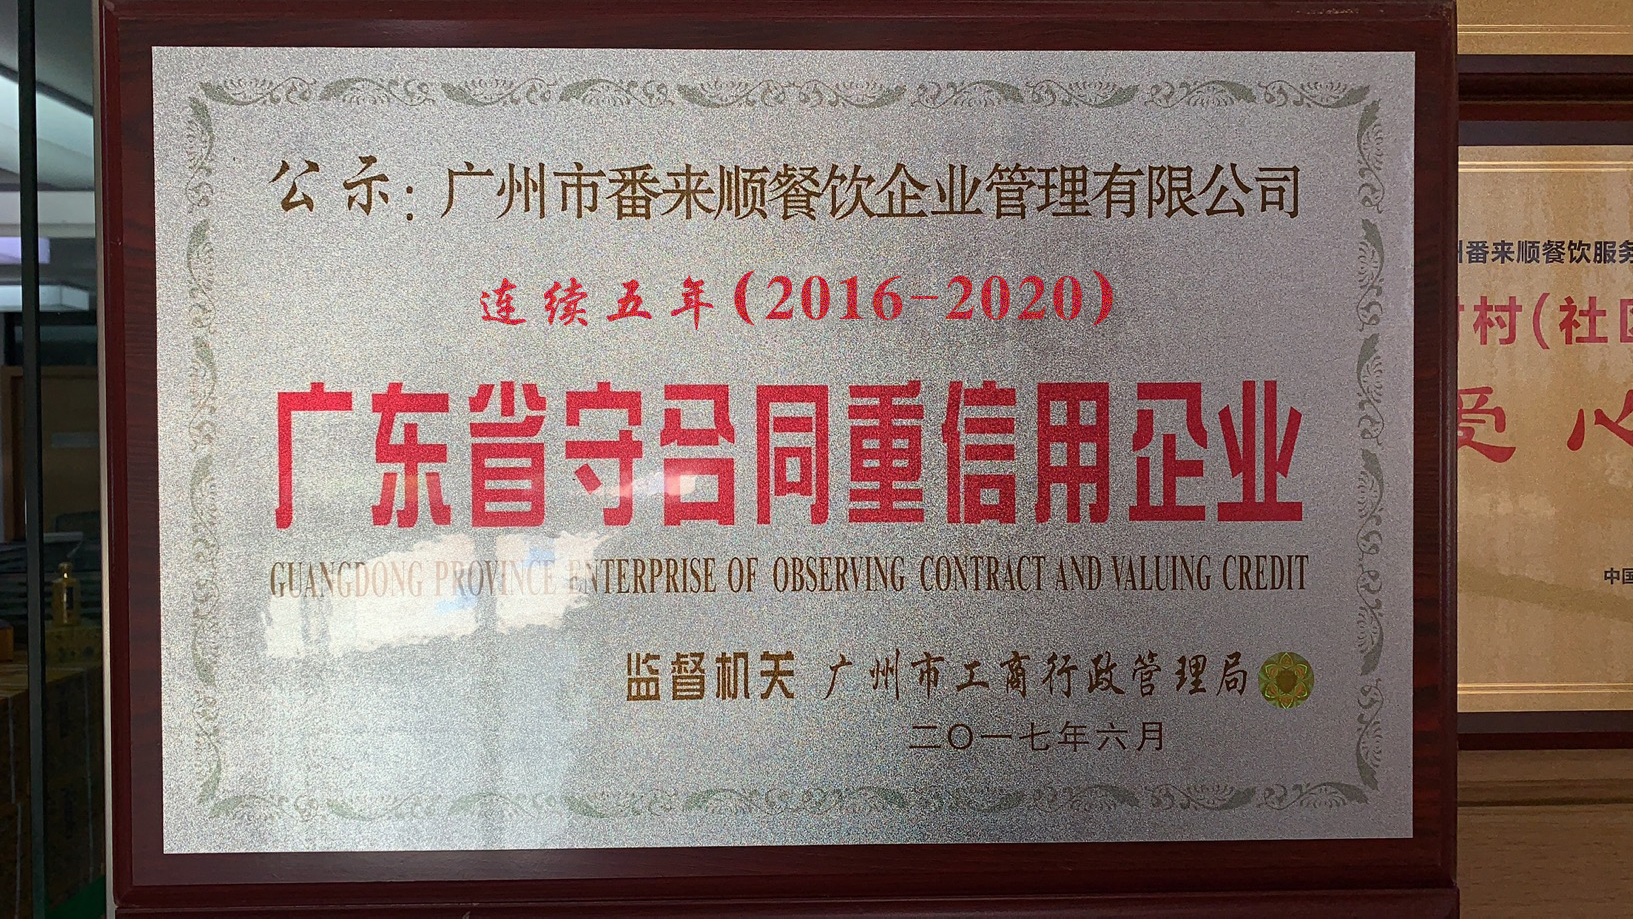 公示：广州市番来顺餐饮企业管理有限公司
连续五年(2016-2020)
广东省守合同重信用企业
GUANGDONG PROVINCE ENTERPRISE OF OBSERVING CONTRACT AND VALUING CREDIT
监督机关 广州市工商行政管理局
二〇一七年六月
番来顺餐饮服务
村(社区
爱心
中国